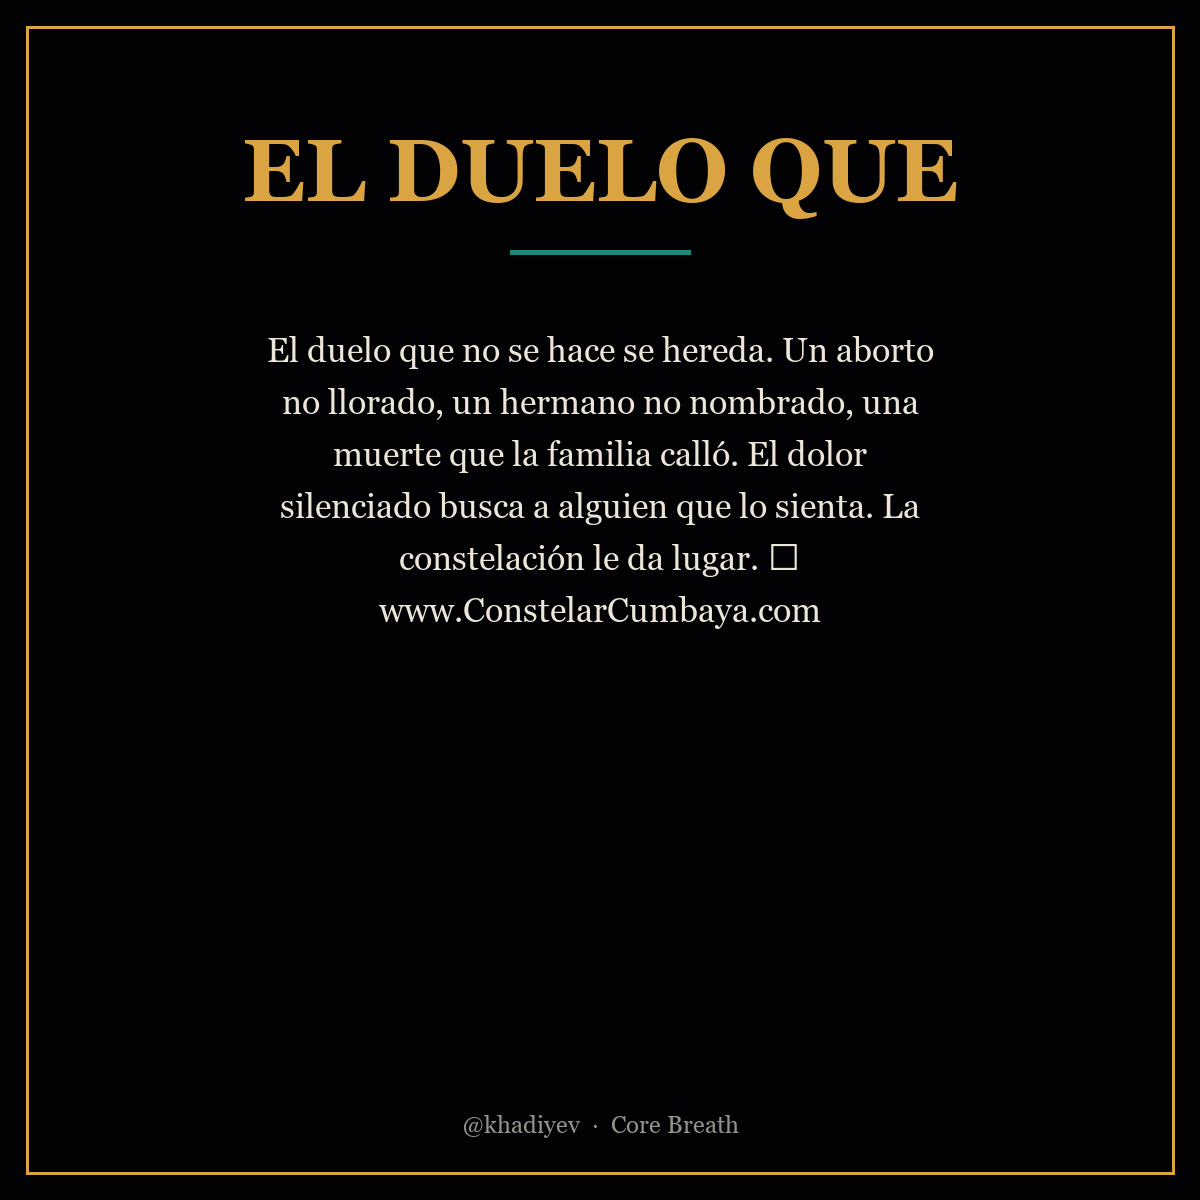 EL DUELO QUE
El duelo que no se hace se hereda. Un aborto
no llorado, un hermano no nombrado, una
muerte que la familia calló. El dolor
silenciado busca a alguien que lo sienta. La
constelación le da lugar. □
www.ConstelarCumbaya.com
@khadiyev · Core Breath